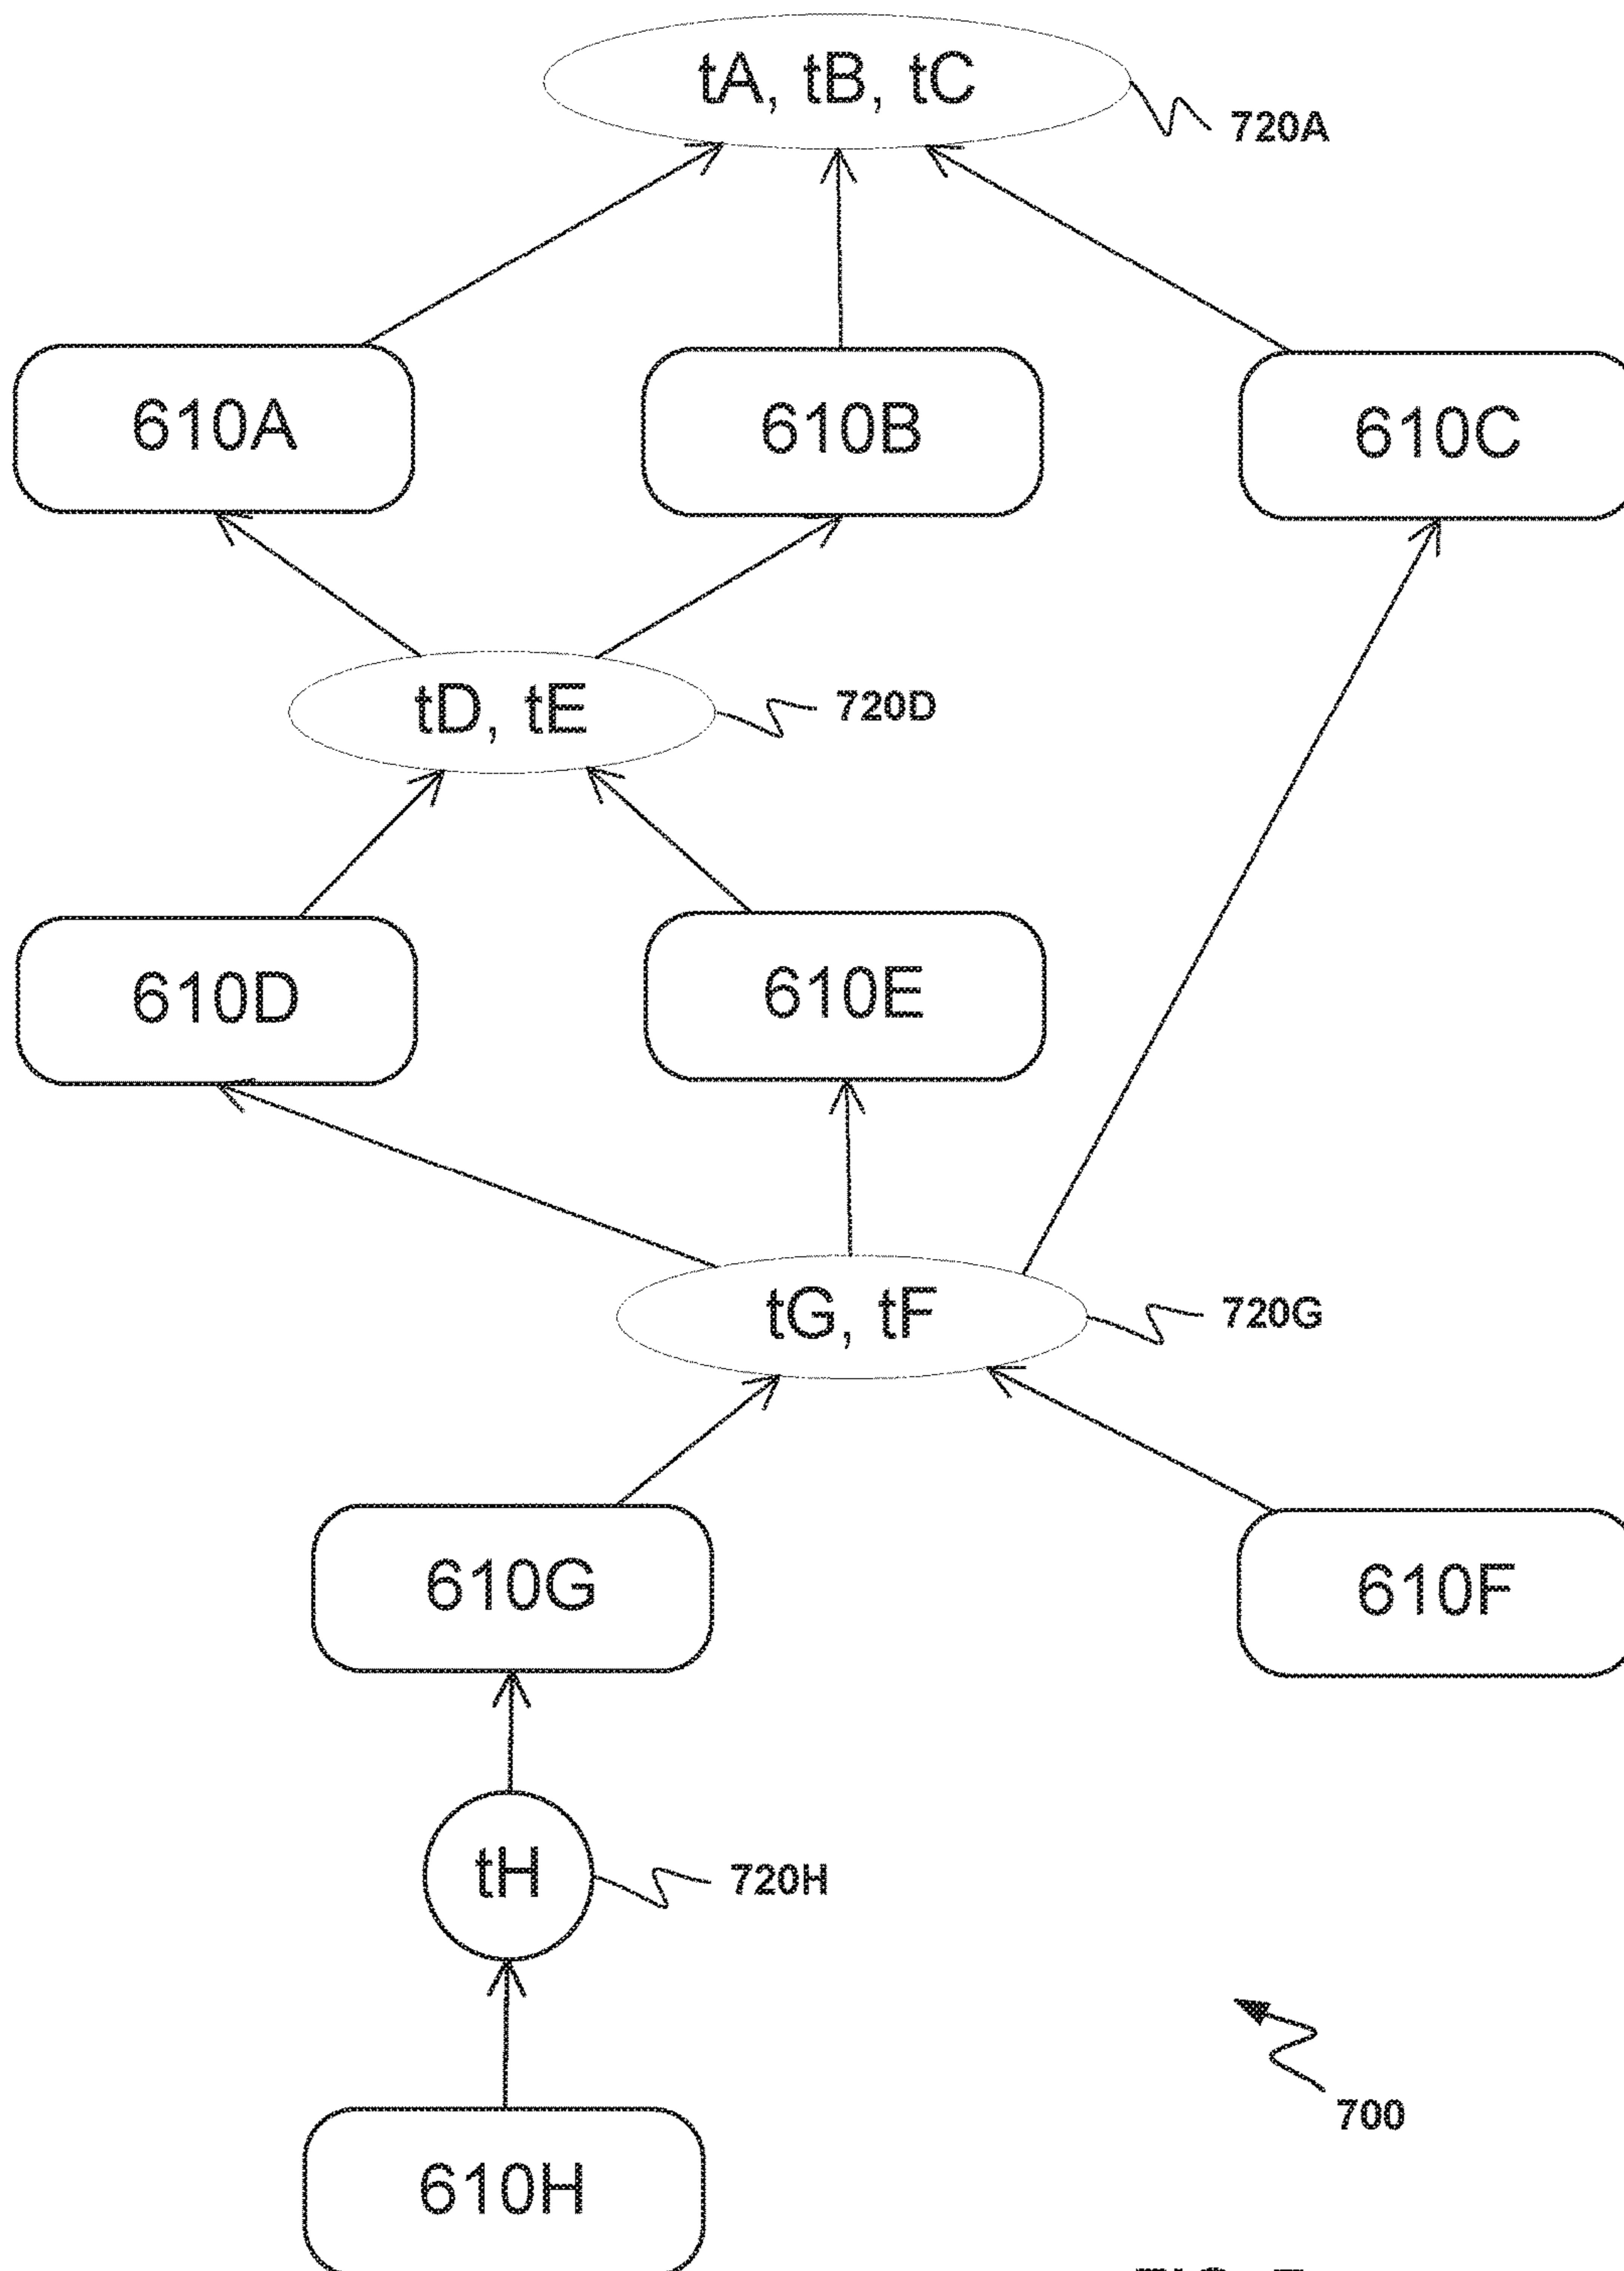 tA, tB, tC
720A
610A 610B 610C
tD, tE
720D
610D 610E
tG, tF
720G
610G 610F
tH
720H
700
610H